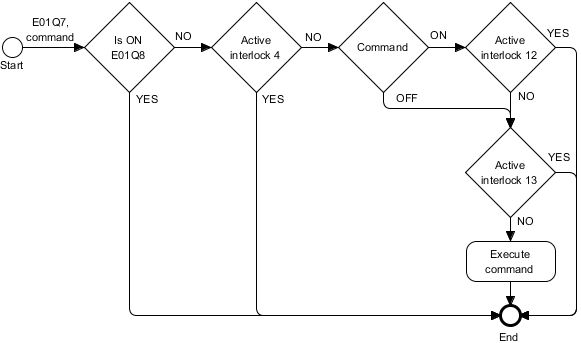 E01Q7,
command
Start
Is ON
E01Q8
NO
YES
Active
interlock 4
NO
YES
Command
ON
OFF
Active
interlock 12
YES
NO
Active
interlock 13
YES
NO
Execute
command
End